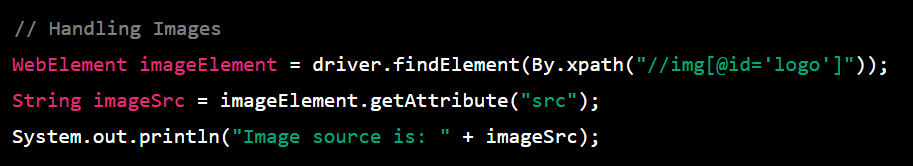 // Handling Images
WebElement imageElement = driver.findElement(By.xpath("//img[@id='logo']"));
String imageSrc = imageElement.getAttribute("src");
System.out.println("Image source is: " + imageSrc);